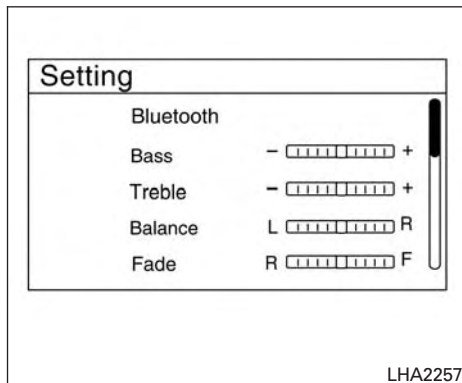 Setting
Bluetooth
Bass - +
Treble - +
Balance L R
Fade R F
LHA2257